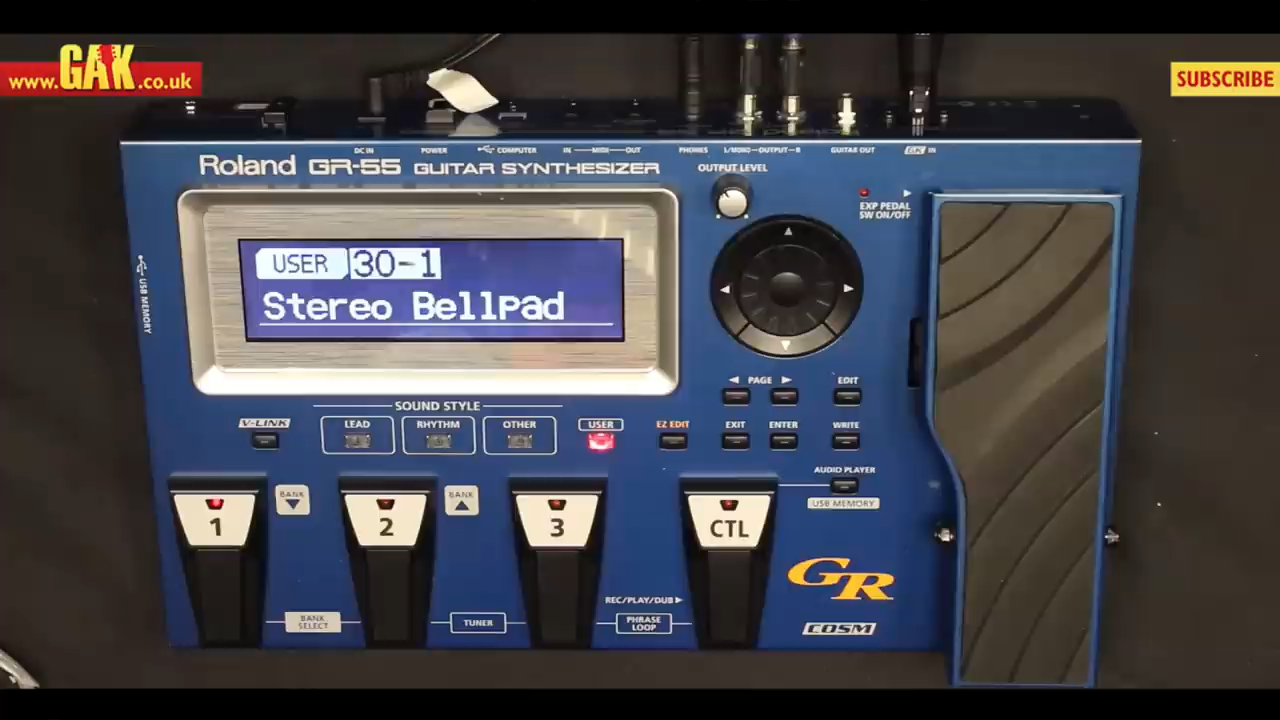 www.GAK.co.uk
SUBSCRIBE
DC IN
POWER
COMPUTER
IN MIDI OUT
PHONES
L/MONO OUTPUT R
GUITAR OUT
GK IN
Roland GR-55 GUITAR SYNTHESIZER
OUTPUT LEVEL
EXP PEDAL
SW ON/OFF
USB MEMORY
USER 30-1
Stereo BellPad
PAGE
EDIT
SOUND STYLE
V-LINK
LEAD
RHYTHM
OTHER
USER
EZ EDIT
EXIT
ENTER
WRITE
AUDIO PLAYER
USB MEMORY
BANK
BANK
1
2
3
CTL
GR
REC/PLAY/DUB
BANK
SELECT
TUNER
PHRASE
LOOP
COSM